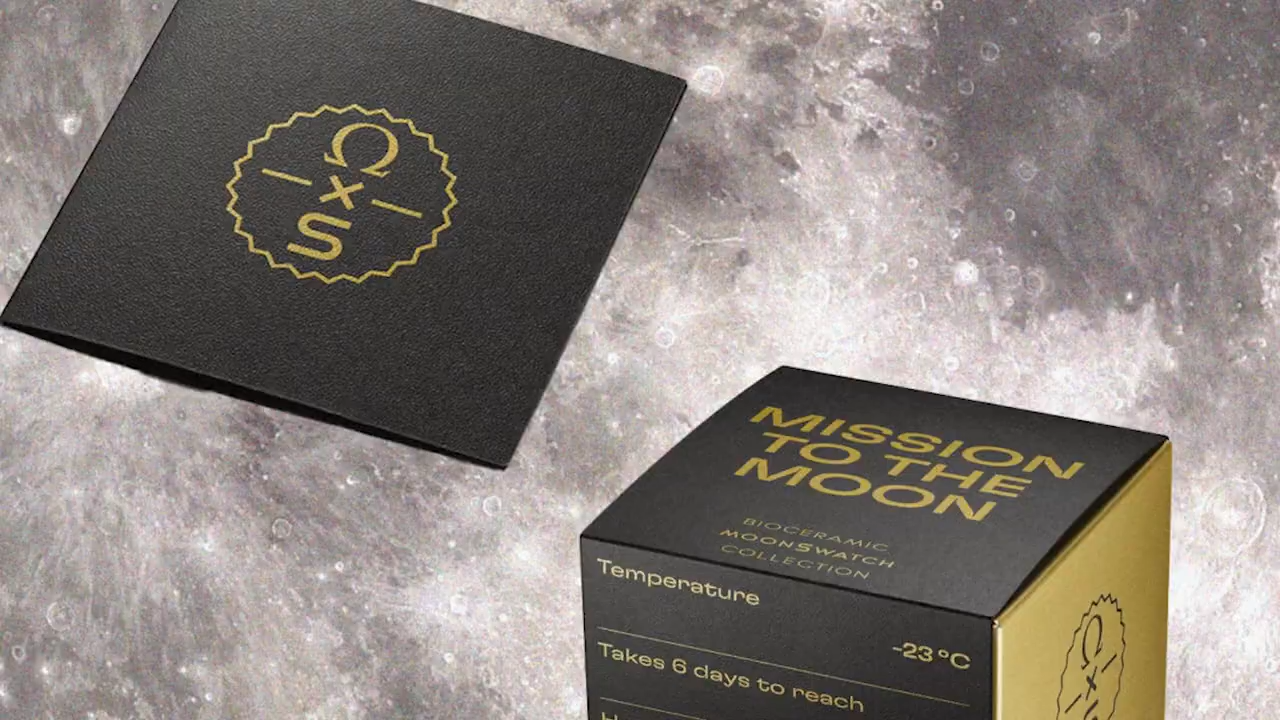 Ω
x
S
MISSION
TO THE
MOON
BIOCERAMIC
MOONSWATCH
COLLECTION
Temperature
-23°C
Takes 6 days to reach
Ω
x